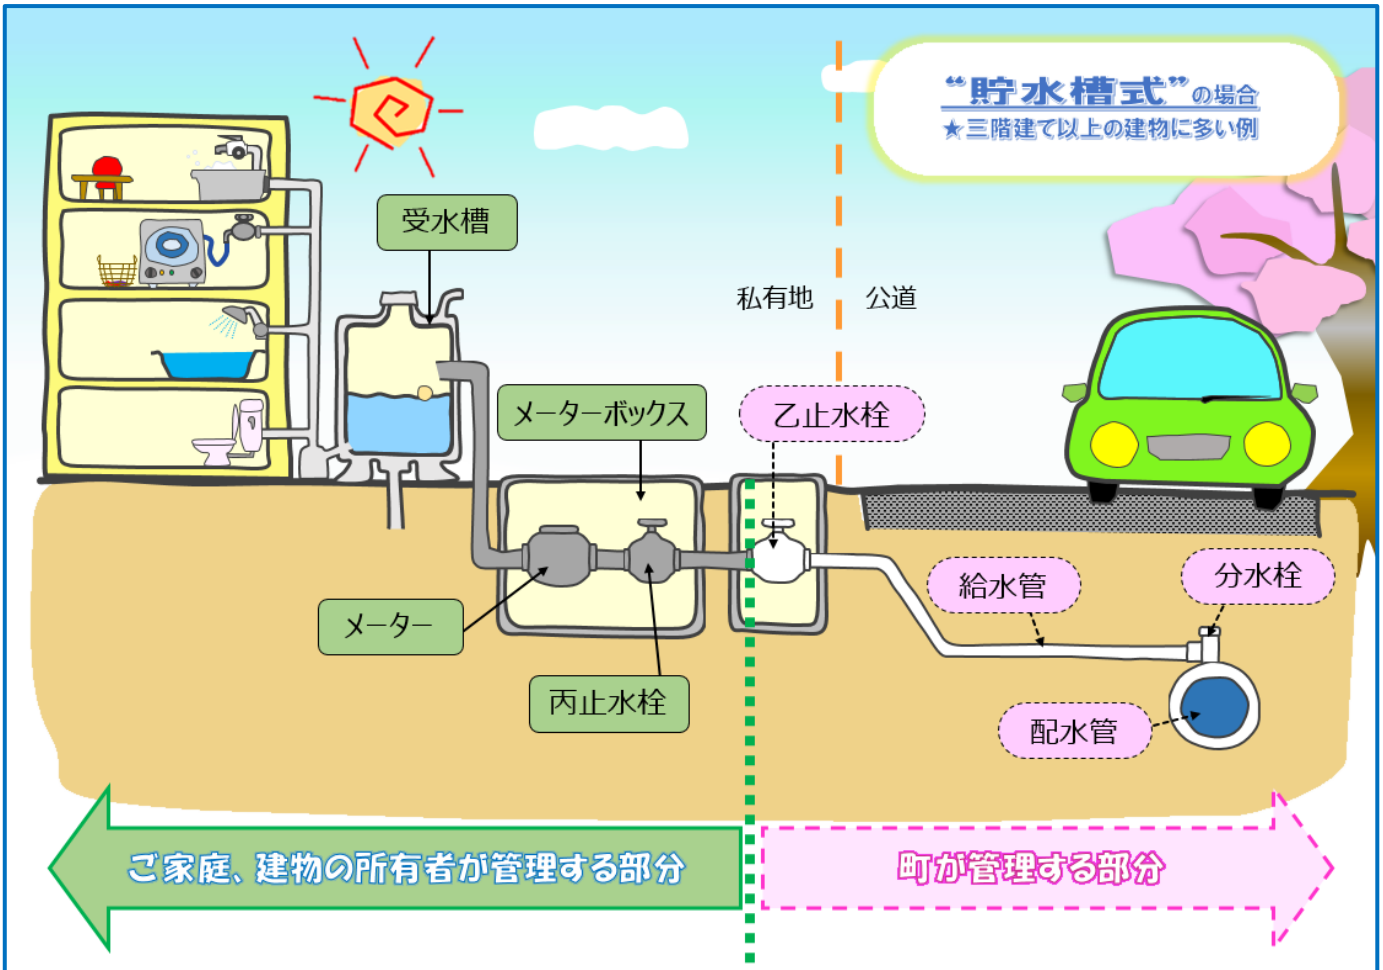 “貯水槽式”の場合
★三階建て以上の建物に多い例
受水槽
私有地
公道
メーターボックス
乙止水栓
給水管
分水栓
メーター
丙止水栓
配水管
ご家庭、建物の所有者が管理する部分
町が管理する部分